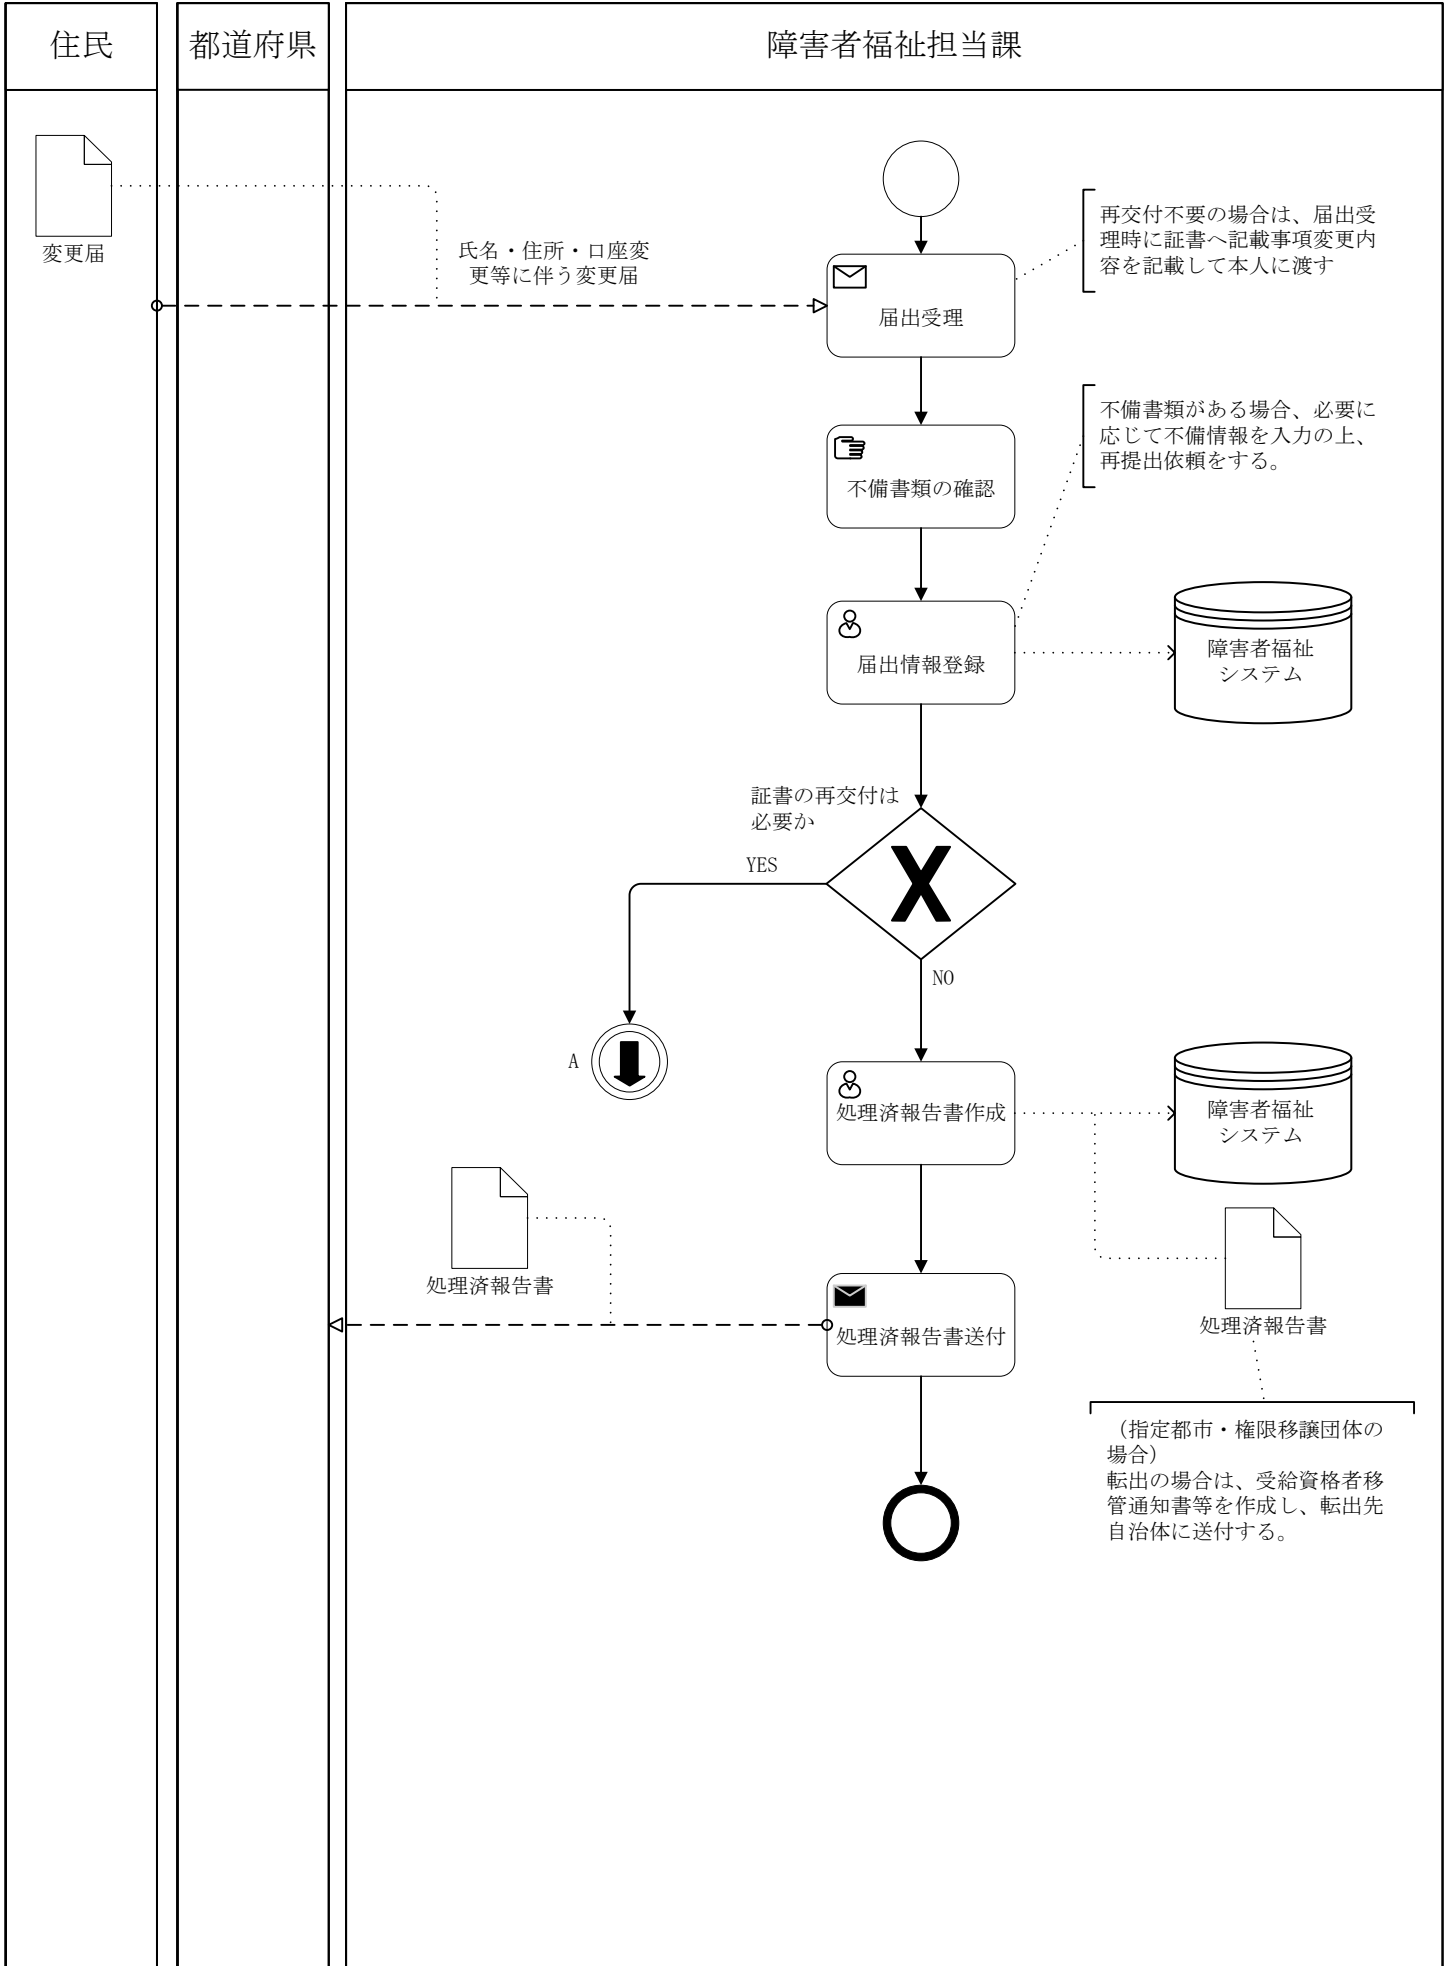 住民
都道府県
障害者福祉担当課
変更届
氏名・住所・口座変
更等に伴う変更届
再交付不要の場合は、届出受
理時に証書へ記載事項変更内
容を記載して本人に渡す
届出受理
不備書類がある場合、必要に
応じて不備情報を入力の上、
再提出依頼をする。
不備書類の確認
届出情報登録
障害者福祉
システム
証書の再交付は
必要か
YES
NO
A
処理済報告書作成
障害者福祉
システム
処理済報告書
処理済報告書送付
処理済報告書
（指定都市・権限移譲団体の
場合）
転出の場合は、受給資格者移
管通知書等を作成し、転出先
自治体に送付する。